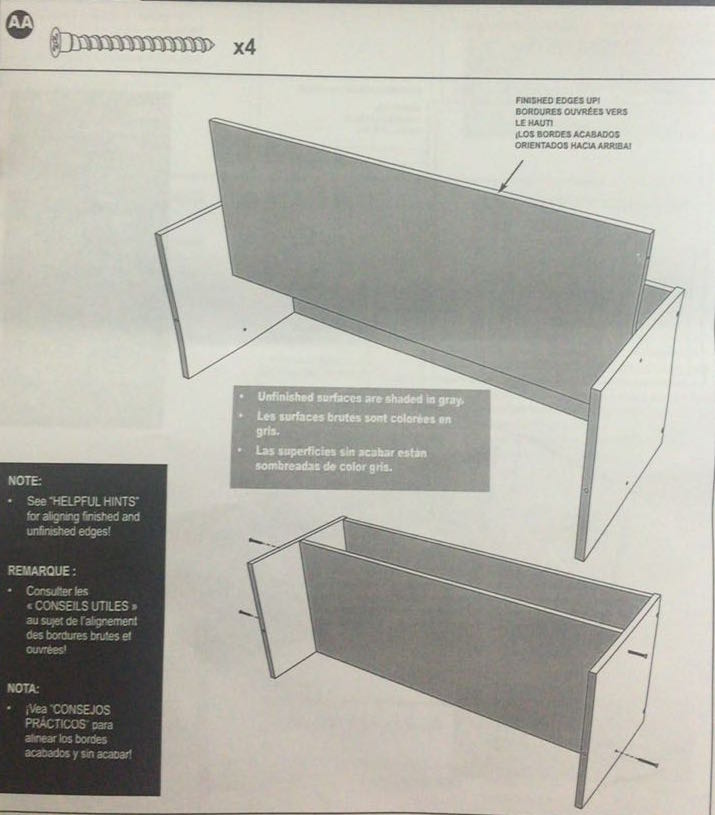 AA
x4
FINISHED EDGES UP!
BORDURES OUVRÉES VERS
LE HAUT!
¡LOS BORDES ACABADOS
ORIENTADOS HACIA ARRIBA!
• Unfinished surfaces are shaded in gray.
• Les surfaces brutes sont colorées en
gris.
• Las superficies sin acabar están
sombreadas de color gris.
NOTE:
• See "HELPFUL HINTS"
for aligning finished and
unfinished edges!
REMARQUE :
• Consulter les
« CONSEILS UTILES »
au sujet de l'alignement
des bordures brutes et
ouvrées!
NOTA:
• ¡Vea "CONSEJOS
PRÁCTICOS" para
alinear los bordes
acabados y sin acabar!